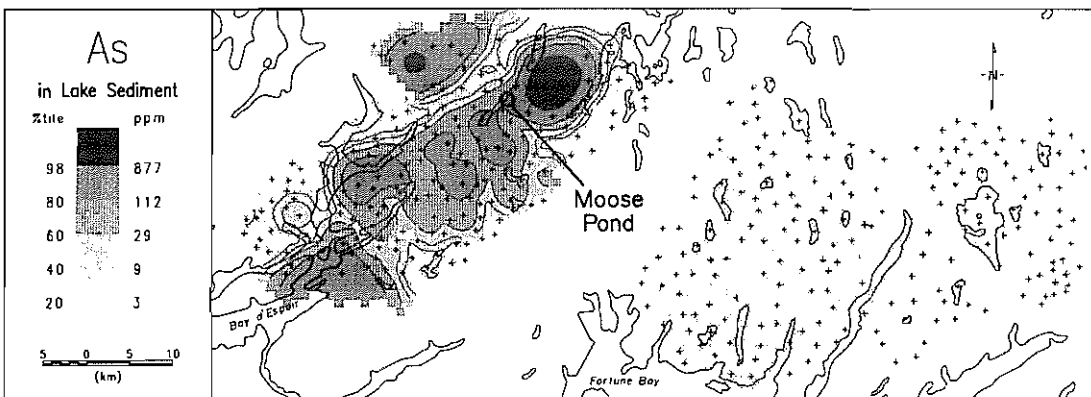 As
in Lake Sediment
%tile ppm
98 877
80 112
60 29
40 9
20 3
5 0 5 10
(km)
Moose
Pond
Bay d'Espoir
Fortune Bay
-N-